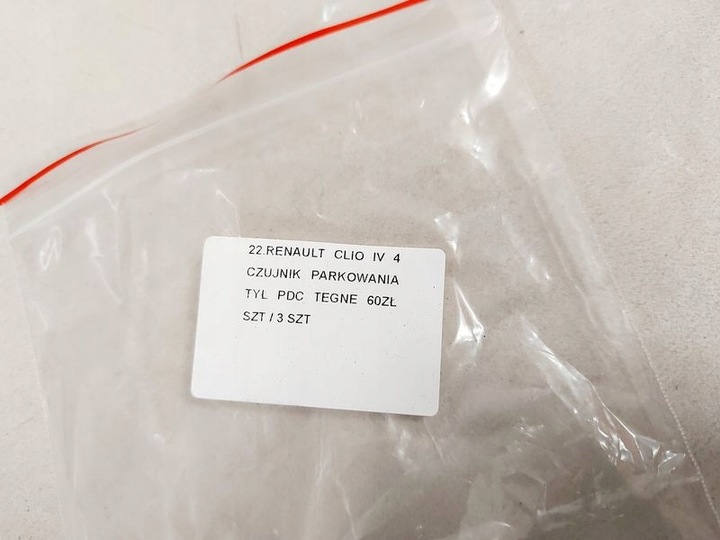 22.RENAULT CLIO IV 4
CZUJNIK PARKOWANIA
TYŁ PDC TEGNE 60ZŁ
SZT / 3 SZT